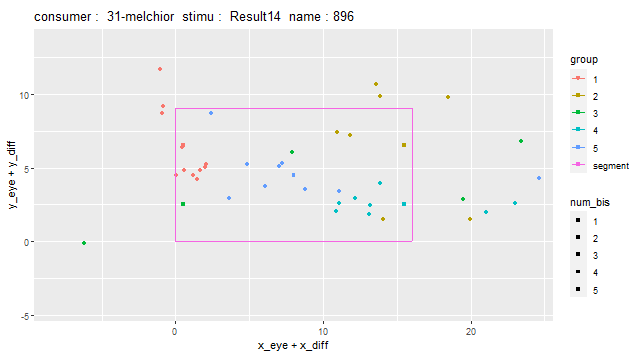 consumer :  31-melchior  stimu :  Result14  name : 896
y_eye + y_diff
10
5
0
-5
0
10
20
x_eye + x_diff
group
1
2
3
4
5
segment
num_bis
1
2
3
4
5